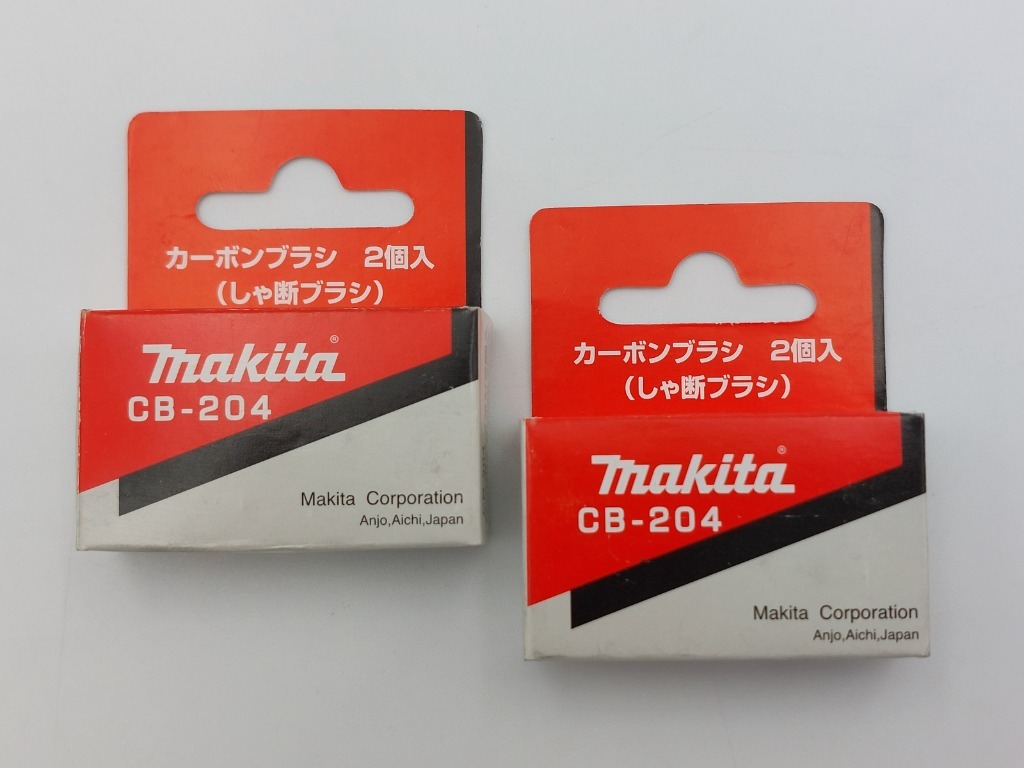 カーボンブラシ 2個入
（しゃ断ブラシ）
makita®
CB-204
Makita Corporation
Anjo,Aichi,Japan
カーボンブラシ 2個入
（しゃ断ブラシ）
makita®
CB-204
Makita Corporation
Anjo,Aichi,Japan